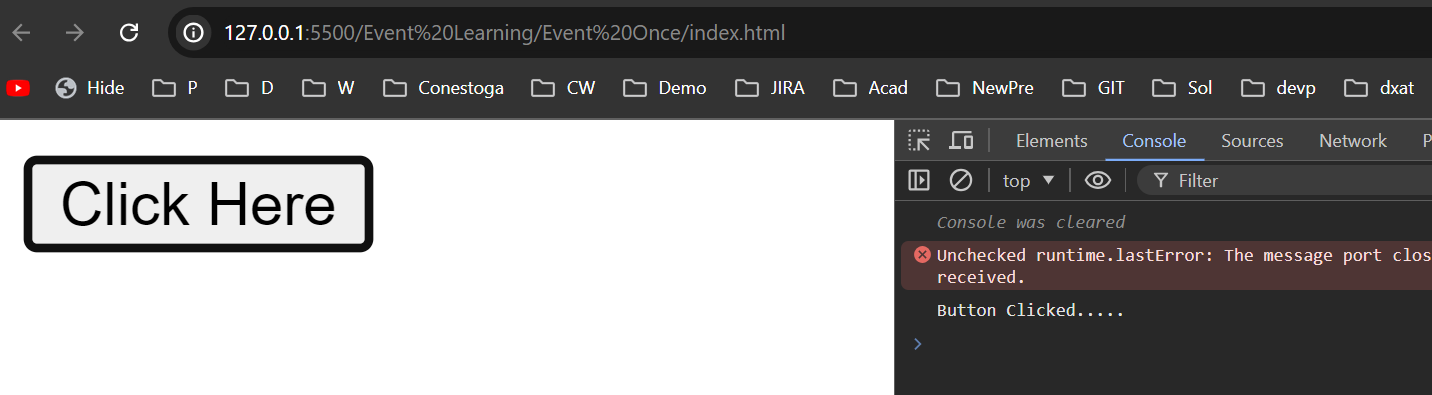 127.0.0.1:5500/Event%20Learning/Event%20Once/index.html
Hide P D W Conestoga CW Demo JIRA Acad NewPre GIT Sol devp dxat
Click Here
Elements Console Sources Network P
top Filter
Console was cleared
Unchecked runtime.lastError: The message port clos
received.
Button Clicked.....